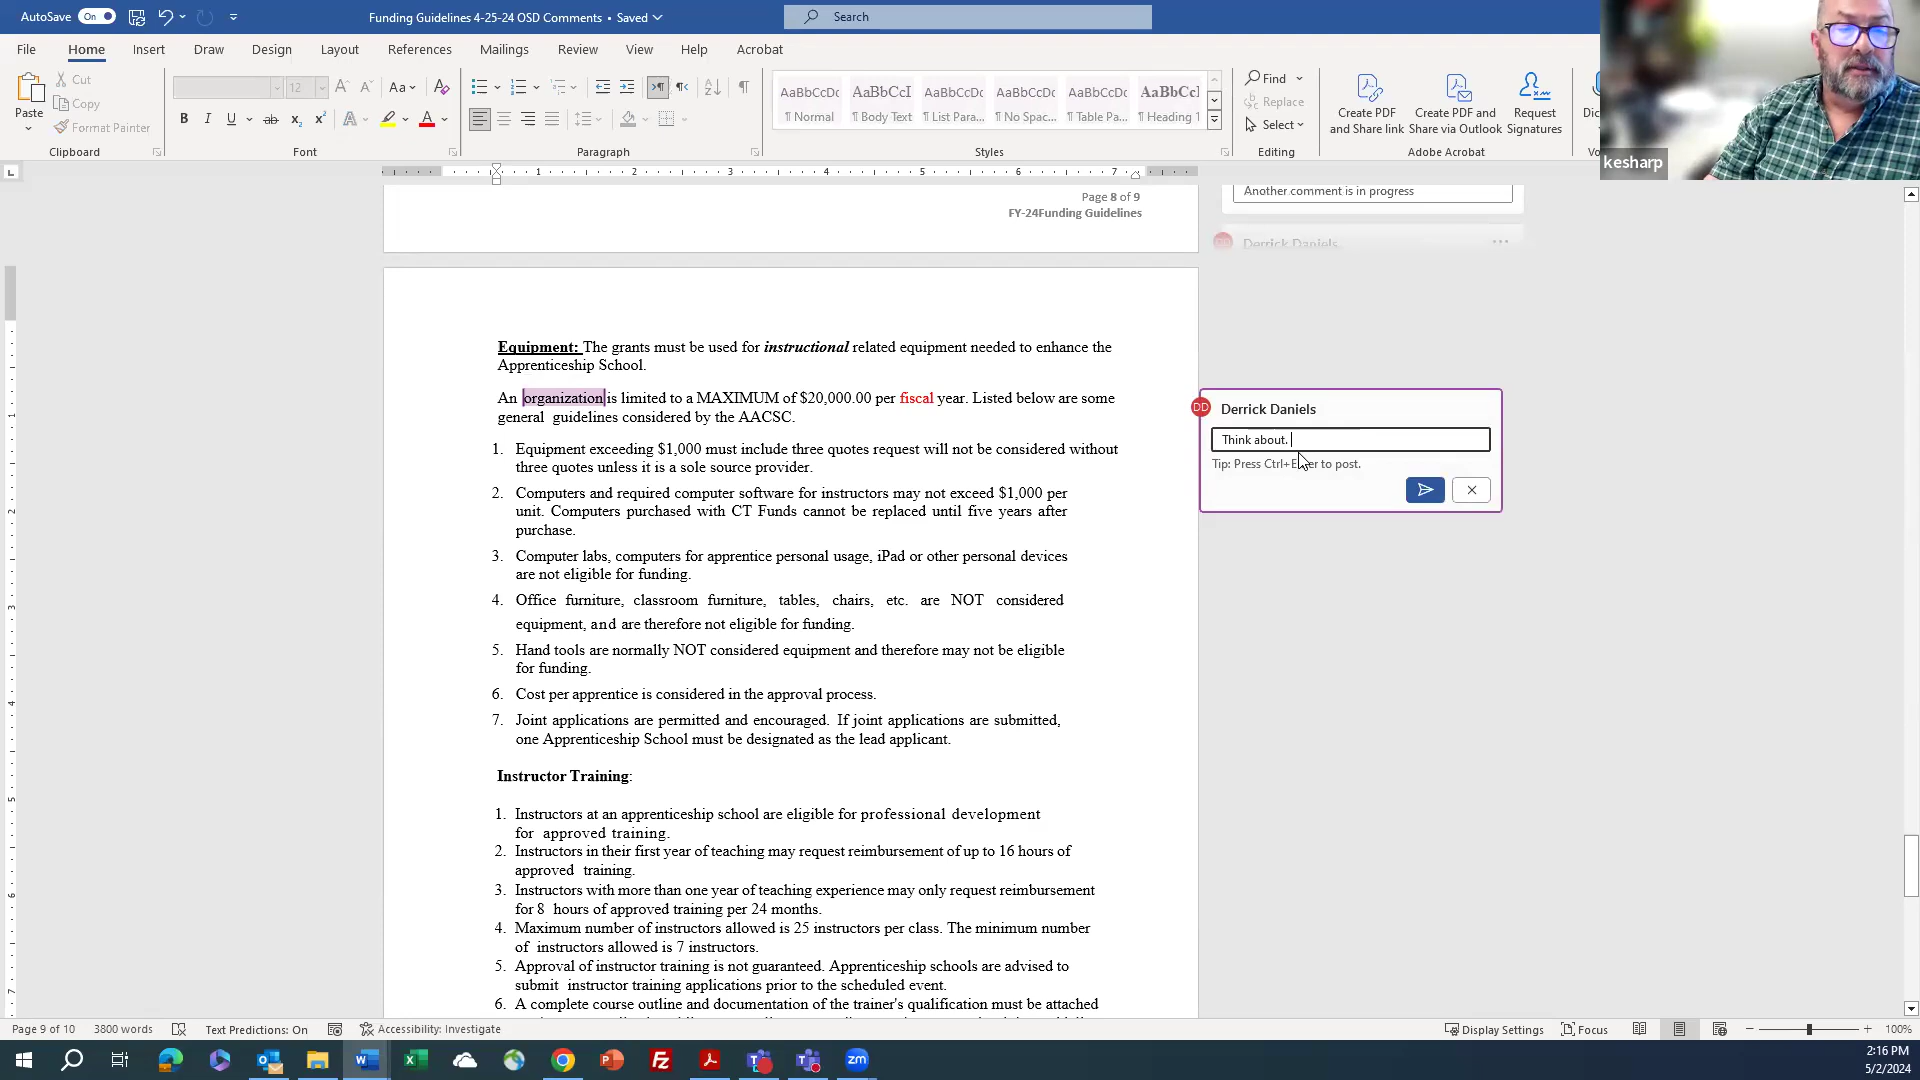 AutoSave On
Funding Guidelines 4-25-24 OSD Comments • Saved
Search
File Home Insert Draw Design Layout References Mailings Review View Help Acrobat
Paste
Cut
Copy
Format Painter
Clipboard
12
Font
Paragraph
AaBbCcDc AaBbCcI AaBbCcDc AaBbCcDc AaBbCcDc AaBbCcI
¶ Normal ¶ Body Text ¶ List Para... ¶ No Spac... ¶ Table Pa... ¶ Heading 1
Styles
Find
Replace
Select
Editing
Create PDF and Share link
Create PDF and Share via Outlook
Request Signatures
Adobe Acrobat
kesharp
1 2 3 4 5 6 7
Page 8 of 9
FY-24Funding Guidelines
Another comment is in progress
Derrick Daniels
Equipment: The grants must be used for instructional related equipment needed to enhance the
Apprenticeship School.
An organization is limited to a MAXIMUM of $20,000.00 per fiscal year. Listed below are some
general guidelines considered by the AACSC.
1. Equipment exceeding $1,000 must include three quotes request will not be considered without
three quotes unless it is a sole source provider.
2. Computers and required computer software for instructors may not exceed $1,000 per
unit. Computers purchased with CT Funds cannot be replaced until five years after
purchase.
3. Computer labs, computers for apprentice personal usage, iPad or other personal devices
are not eligible for funding.
4. Office furniture, classroom furniture, tables, chairs, etc. are NOT considered
equipment, and are therefore not eligible for funding.
5. Hand tools are normally NOT considered equipment and therefore may not be eligible
for funding.
6. Cost per apprentice is considered in the approval process.
7. Joint applications are permitted and encouraged. If joint applications are submitted,
one Apprenticeship School must be designated as the lead applicant.
Instructor Training:
1. Instructors at an apprenticeship school are eligible for professional development
for approved training.
2. Instructors in their first year of teaching may request reimbursement of up to 16 hours of
approved training.
3. Instructors with more than one year of teaching experience may only request reimbursement
for 8 hours of approved training per 24 months.
4. Maximum number of instructors allowed is 25 instructors per class. The minimum number
of instructors allowed is 7 instructors.
5. Approval of instructor training is not guaranteed. Apprenticeship schools are advised to
submit instructor training applications prior to the scheduled event.
6. A complete course outline and documentation of the trainer's qualification must be attached
DD Derrick Daniels
Think about.
Tip: Press Ctrl+Enter to post.
Page 9 of 10 3800 words Text Predictions: On Accessibility: Investigate
Display Settings Focus 100%
2:16 PM
5/2/2024